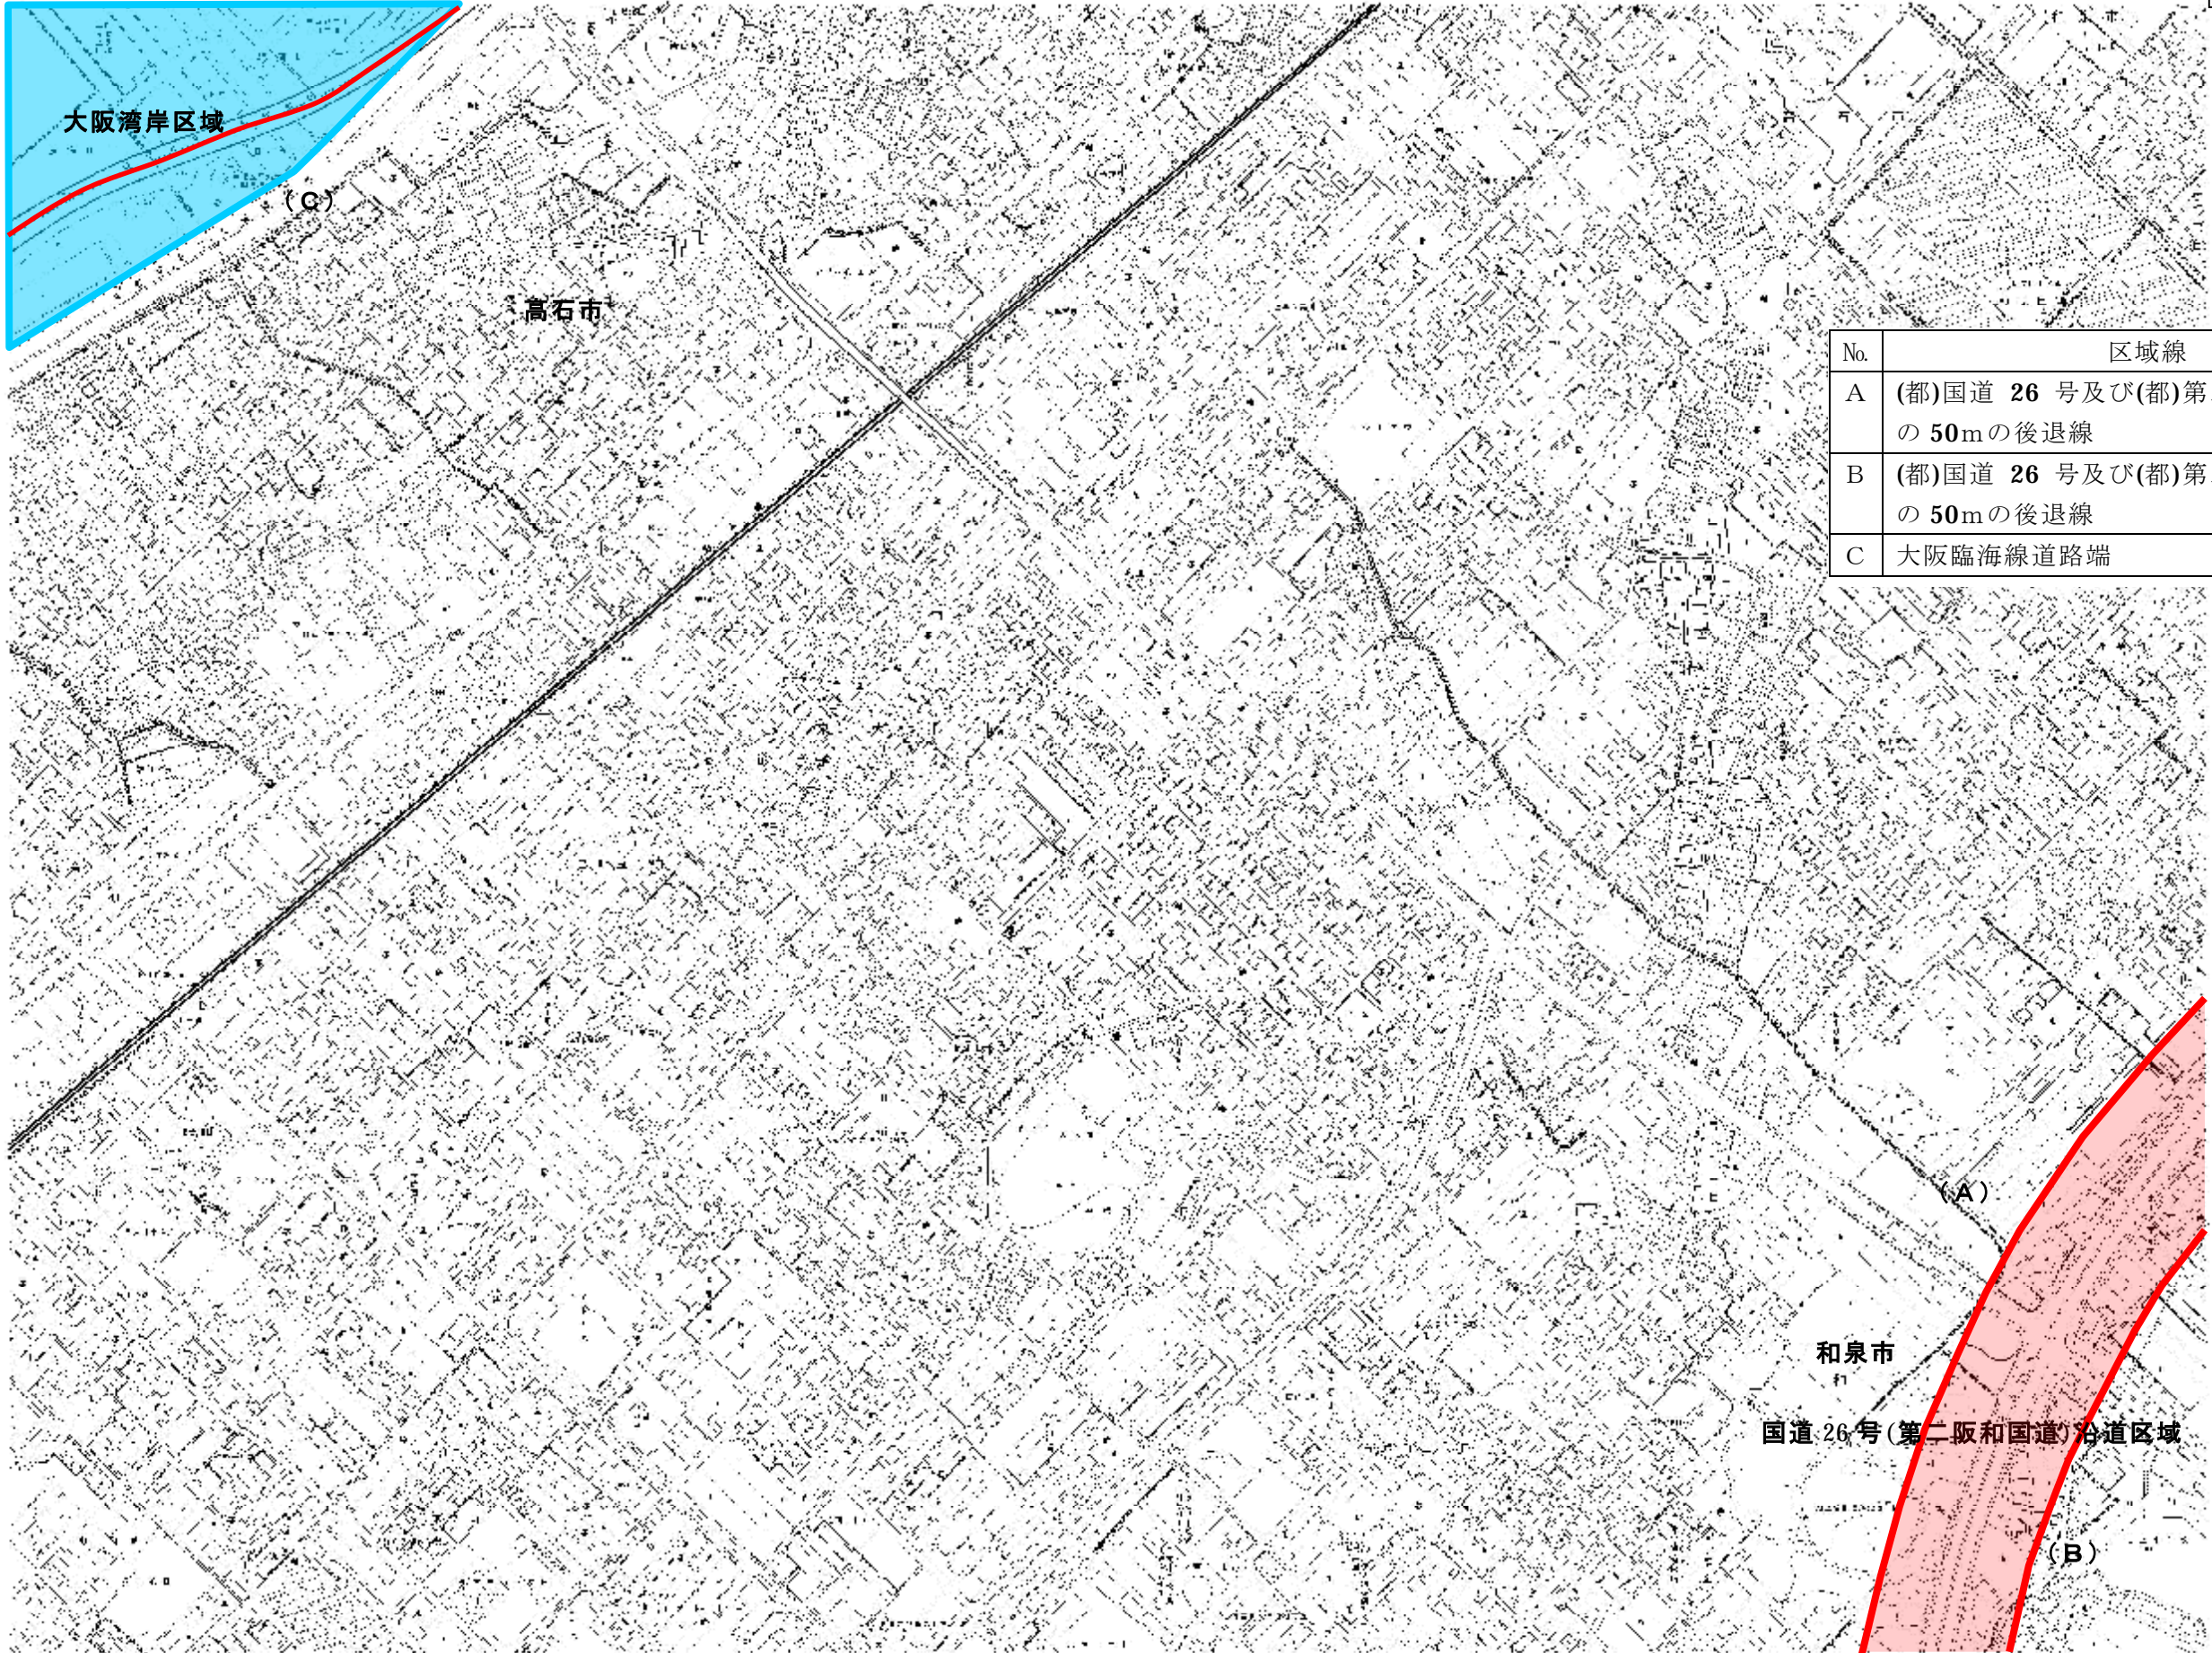 大阪湾岸区域
(C)
高石市
No. 区域線
A (都)国道 26 号及び(都)第
の 50mの後退線
B (都)国道 26 号及び(都)第
の 50mの後退線
C 大阪臨海線道路端
(A)
和泉市
国道 26 号(第二阪和国道)沿道区域
(B)